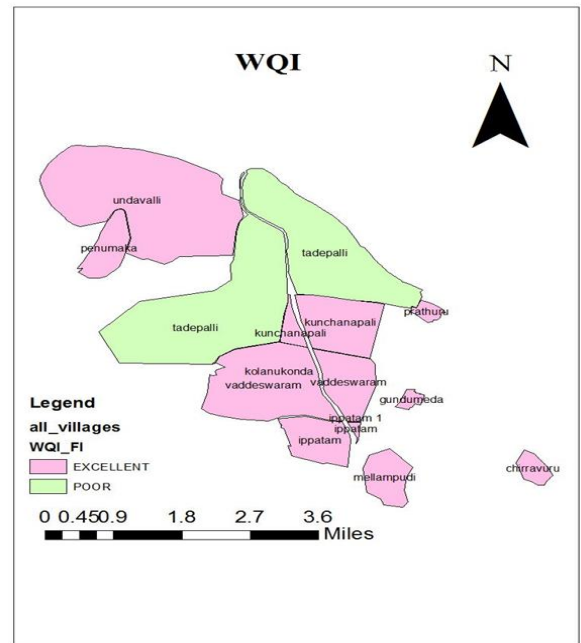 WQI
N
undavalli
penumaka
tadepalli
prathuru
kunchanapali
tadepalli
kunchanapali
kolanukonda
vaddeswaram
vaddeswaram
gundumeda
Legend
ippatam 1
ippatam
all_villages
ippatam
WQI_FI
EXCELLENT
chirravuru
mellampudi
POOR
0 0.450.9 1.8 2.7 3.6
Miles